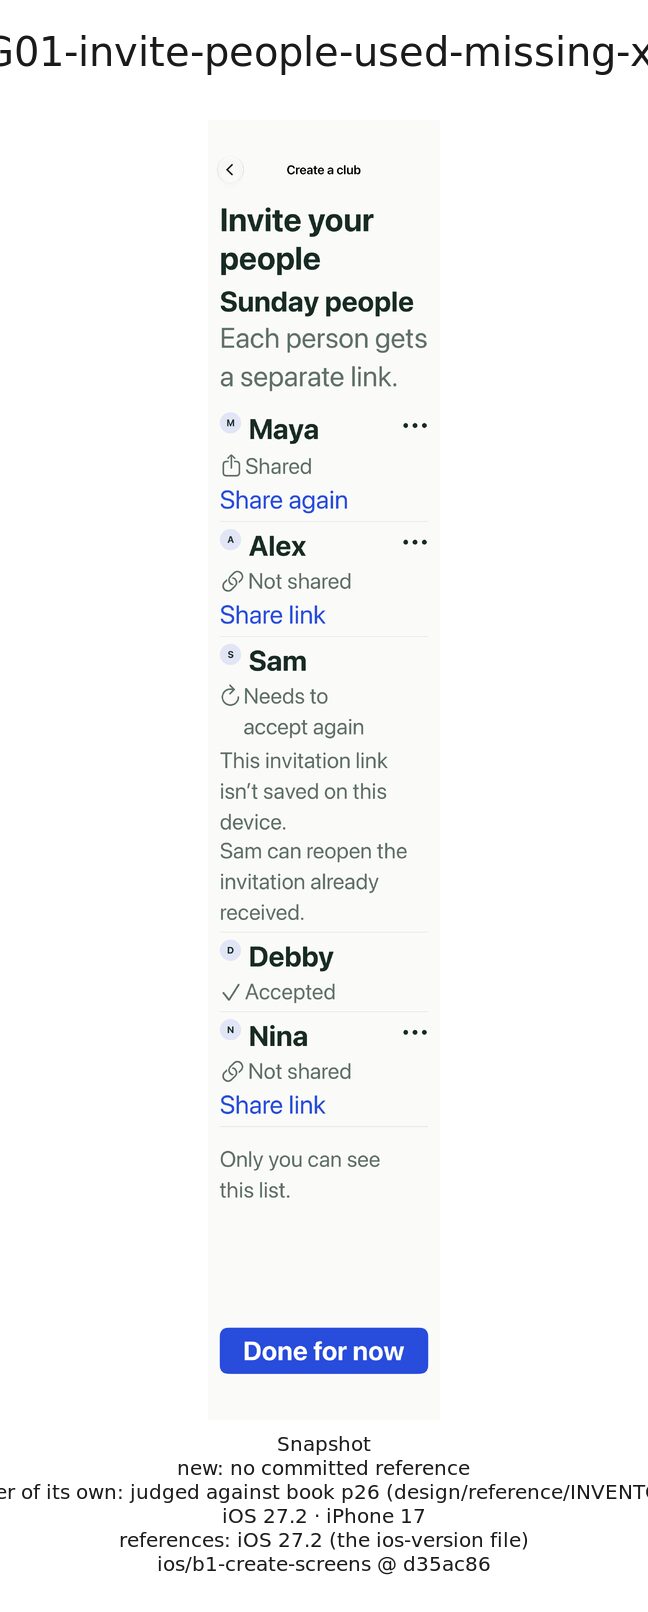 G01-invite-people-used-missing-x
Create a club
Invite your
people
Sunday people
Each person gets
a separate link.
M Maya
Shared
Share again
A Alex
Not shared
Share link
S Sam
Needs to
accept again
This invitation link
isn’t saved on this
device.
Sam can reopen the
invitation already
received.
D Debby
Accepted
N Nina
Not shared
Share link
Only you can see
this list.
Done for now
Snapshot
new: no committed reference
er of its own: judged against book p26 (design/reference/INVENTO
iOS 27.2 · iPhone 17
references: iOS 27.2 (the ios-version file)
ios/b1-create-screens @ d35ac86